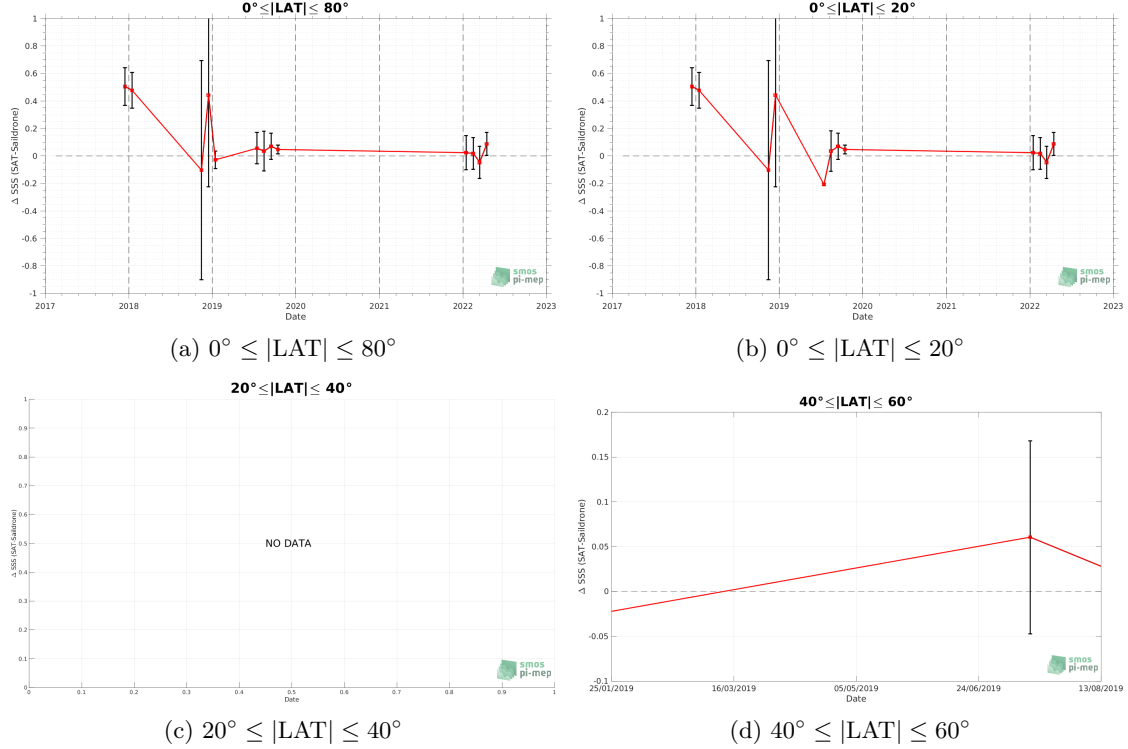 0°≤|LAT|≤ 80°
1
0.8
0.6
0.4
0.2
0
-0.2
-0.4
-0.6
-0.8
-1
Δ SSS (SAT-Saildrone)
2017 2018 2019 2020 2021 2022 2023
Date
smos
pi-mep
(a) 0° ≤ |LAT| ≤ 80°
0°≤|LAT|≤ 20°
1
0.8
0.6
0.4
0.2
0
-0.2
-0.4
-0.6
-0.8
-1
Δ SSS (SAT-Saildrone)
2017 2018 2019 2020 2021 2022 2023
Date
smos
pi-mep
(b) 0° ≤ |LAT| ≤ 20°
20°≤|LAT|≤ 40°
1
0.9
0.8
0.7
0.6
0.5
0.4
0.3
0.2
0.1
0
Δ SSS (SAT-Saildrone)
NO DATA
0 0.1 0.2 0.3 0.4 0.5 0.6 0.7 0.8 0.9 1
Date
smos
pi-mep
(c) 20° ≤ |LAT| ≤ 40°
40°≤|LAT|≤ 60°
0.2
0.15
0.1
0.05
0
-0.05
-0.1
Δ SSS (SAT-Saildrone)
25/01/2019 16/03/2019 05/05/2019 24/06/2019 13/08/2019
Date
smos
pi-mep
(d) 40° ≤ |LAT| ≤ 60°